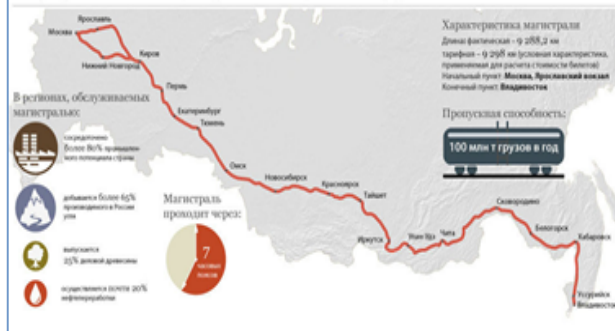 Ярославль
Москва
Киров
Нижний Новгород
Пермь
Екатеринбург
Тюмень
Омск
Новосибирск
Красноярск
Тайшет
Иркутск
Улан-Удэ
Чита
Сковородино
Белогорск
Хабаровск
Уссурийск
Владивосток
Характеристика магистрали
Длина: фактическая - 9 288,2 км
тарифная - 9 298 км (условная характеристика,
применяемая для расчета стоимости билетов)
Начальный пункт: Москва, Ярославский вокзал
Конечный пункт: Владивосток
Пропускная способность:
100 млн т грузов в год
В регионах, обслуживаемых
магистралью:
сосредоточено
более 80% промышлен-
ного потенциала страны
добывается более 65%
производимого в России
угля
выпускается
25% деловой древесины
осуществляется почти 20%
нефтепереработки
Магистраль
проходит через:
7
часовых
поясов